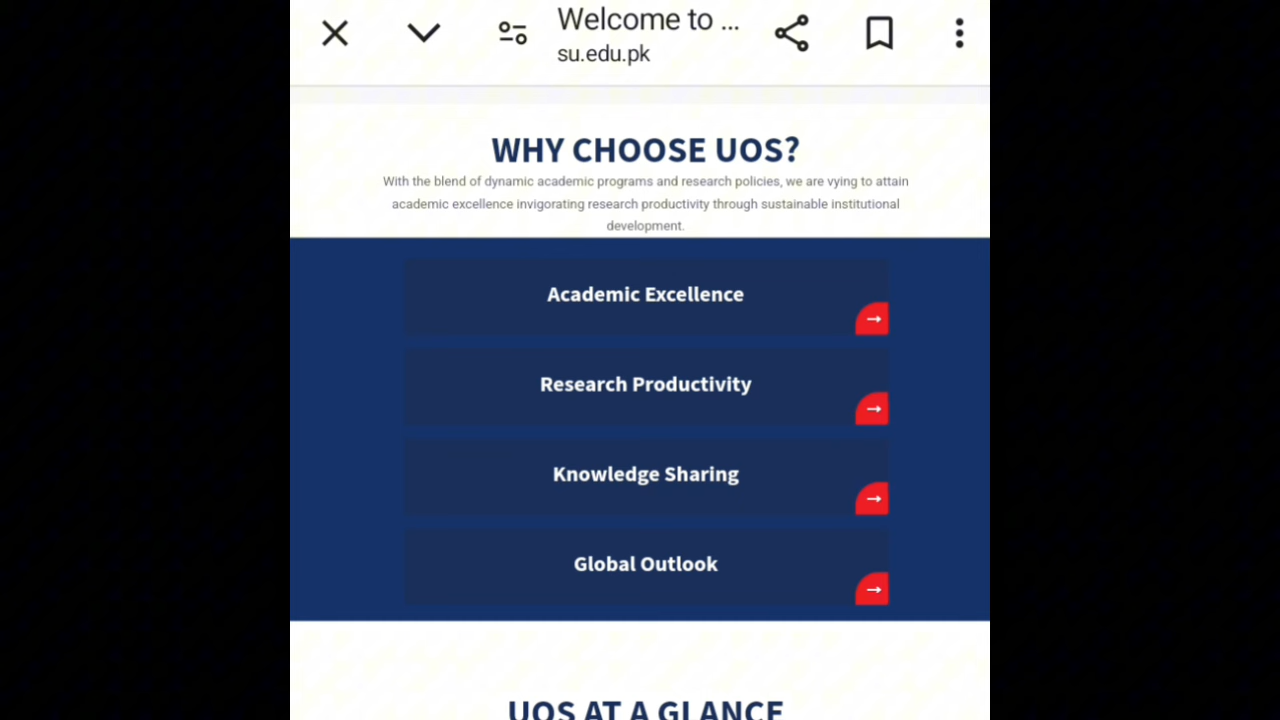 Welcome to ...
su.edu.pk
WHY CHOOSE UOS?
With the blend of dynamic academic programs and research policies, we are vying to attain
academic excellence invigorating research productivity through sustainable institutional
development.
Academic Excellence
→
Research Productivity
→
Knowledge Sharing
→
Global Outlook
→
UOS AT A GLANCE